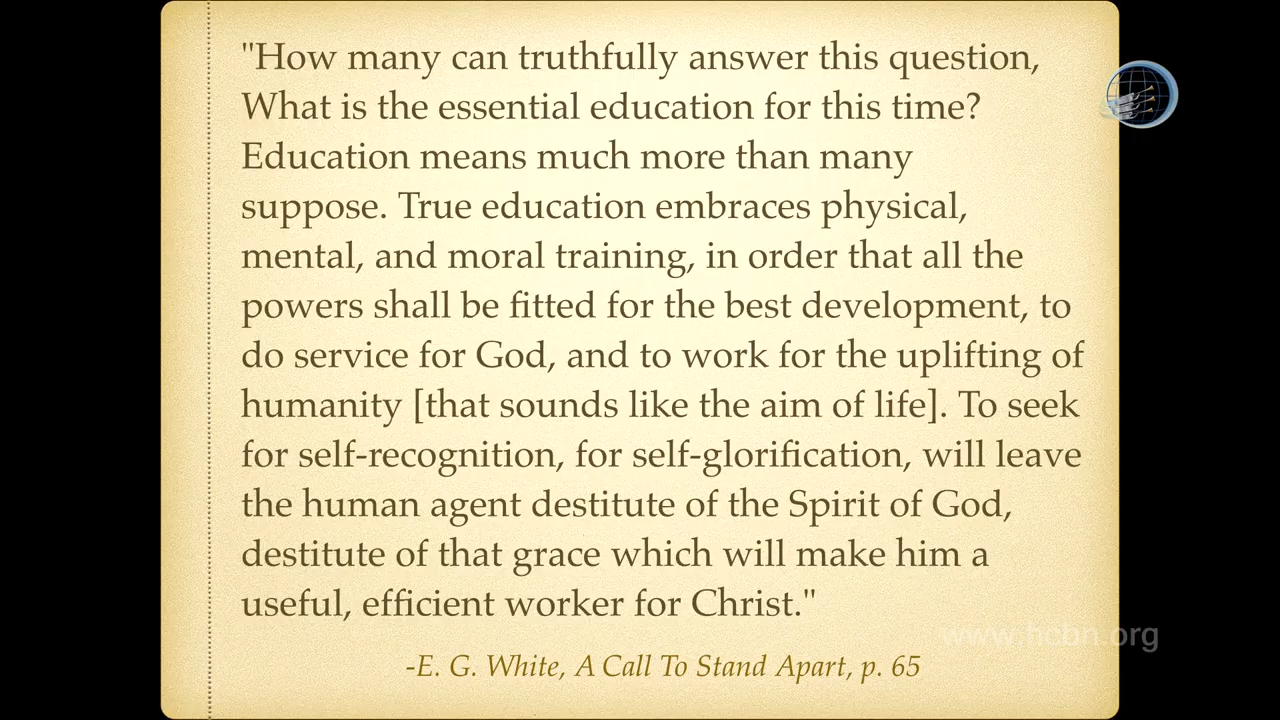 "How many can truthfully answer this question,
What is the essential education for this time?
Education means much more than many
suppose. True education embraces physical,
mental, and moral training, in order that all the
powers shall be fitted for the best development, to
do service for God, and to work for the uplifting of
humanity [that sounds like the aim of life]. To seek
for self-recognition, for self-glorification, will leave
the human agent destitute of the Spirit of God,
destitute of that grace which will make him a
useful, efficient worker for Christ."
www.hcbn.org
-E. G. White, A Call To Stand Apart, p. 65